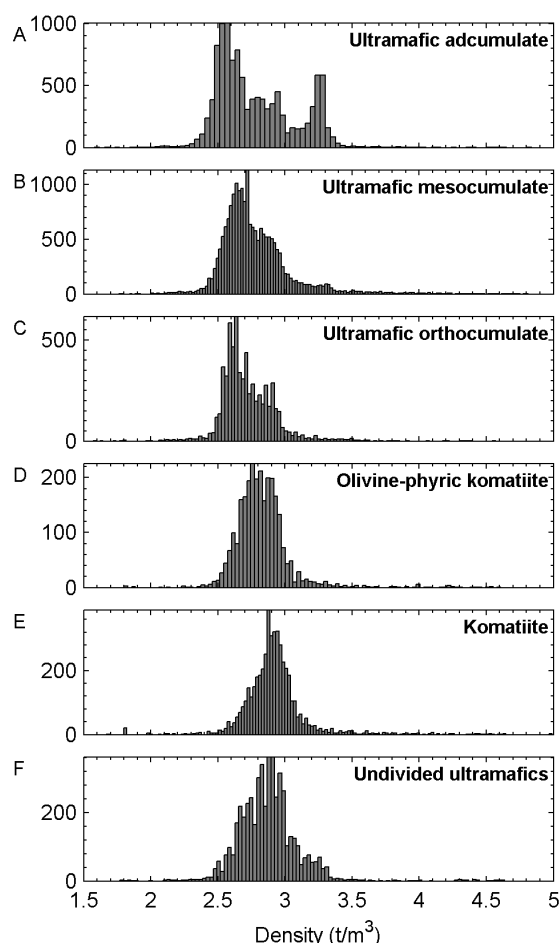 A
1000
Ultramafic adcumulate
500
0
B
1000
Ultramafic mesocumulate
500
0
C
Ultramafic orthocumulate
500
0
D
200
Olivine-phyric komatiite
100
0
E
Komatiite
200
0
F
Undivided ultramafics
200
0
1.5 2 2.5 3 3.5 4 4.5 5
Density (t/m³)